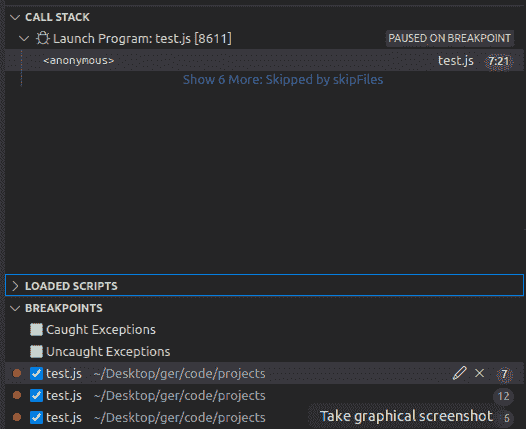 CALL STACK
Launch Program: test.js [8611] PAUSED ON BREAKPOINT
<anonymous> test.js 7:21
Show 6 More: Skipped by skipFiles
LOADED SCRIPTS
BREAKPOINTS
Caught Exceptions
Uncaught Exceptions
test.js ~/Desktop/ger/code/projects 7
test.js ~/Desktop/ger/code/projects 12
test.js ~/Desktop/ger/code/projects
Take graphical screenshot